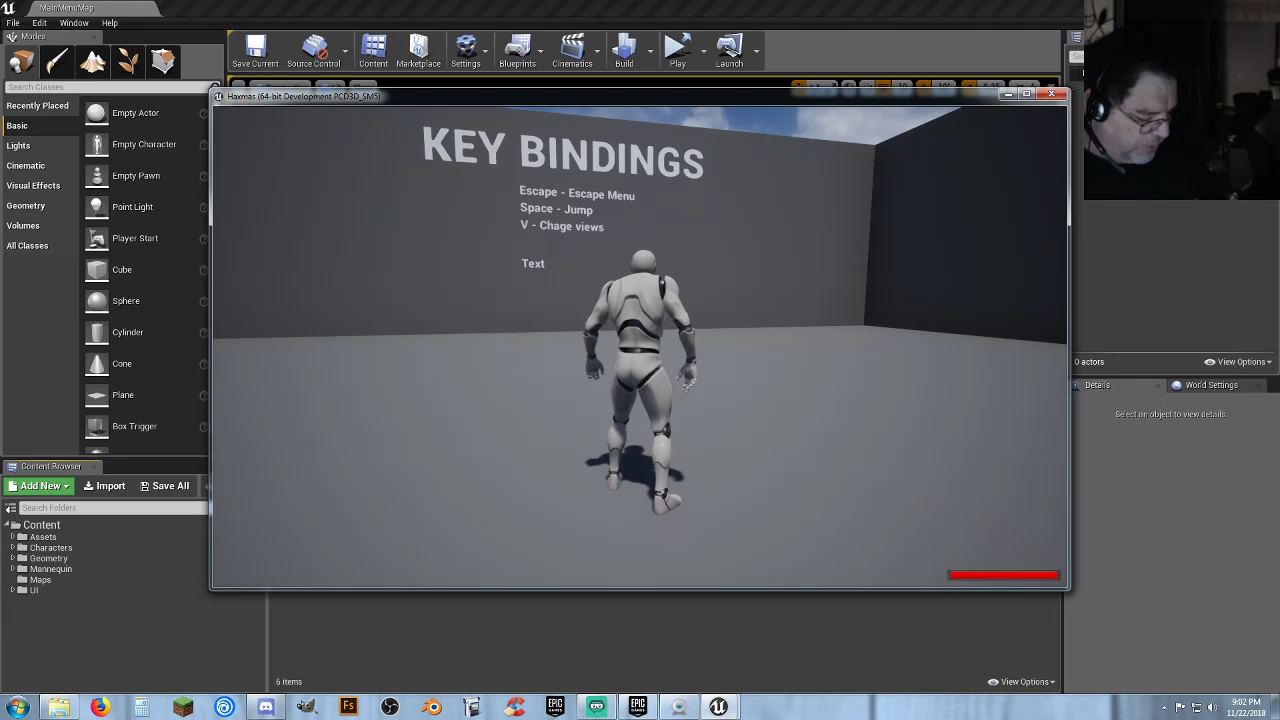 MainMenuMap
File Edit Window Help
Modes
Search Classes
Recently Placed
Basic
Lights
Cinematic
Visual Effects
Geometry
Volumes
All Classes
Empty Actor
Empty Character
Empty Pawn
Point Light
Player Start
Cube
Sphere
Cylinder
Cone
Plane
Box Trigger
Save Current
Source Control
Content
Marketplace
Settings
Blueprints
Cinematics
Build
Play
Launch
Haxmas (64-bit Development PCD3D_SM5)
KEY BINDINGS
Escape - Escape Menu
Space - Jump
V - Chage views
Text
0 actors
View Options
Details
World Settings
Select an object to view details.
Content Browser
Add New Import Save All
Search Folders
Content
Assets
Characters
Geometry
Mannequin
Maps
UI
6 items
View Options
Fs
EPIC
GAMES
EPIC
GAMES
9:02 PM
11/22/2018